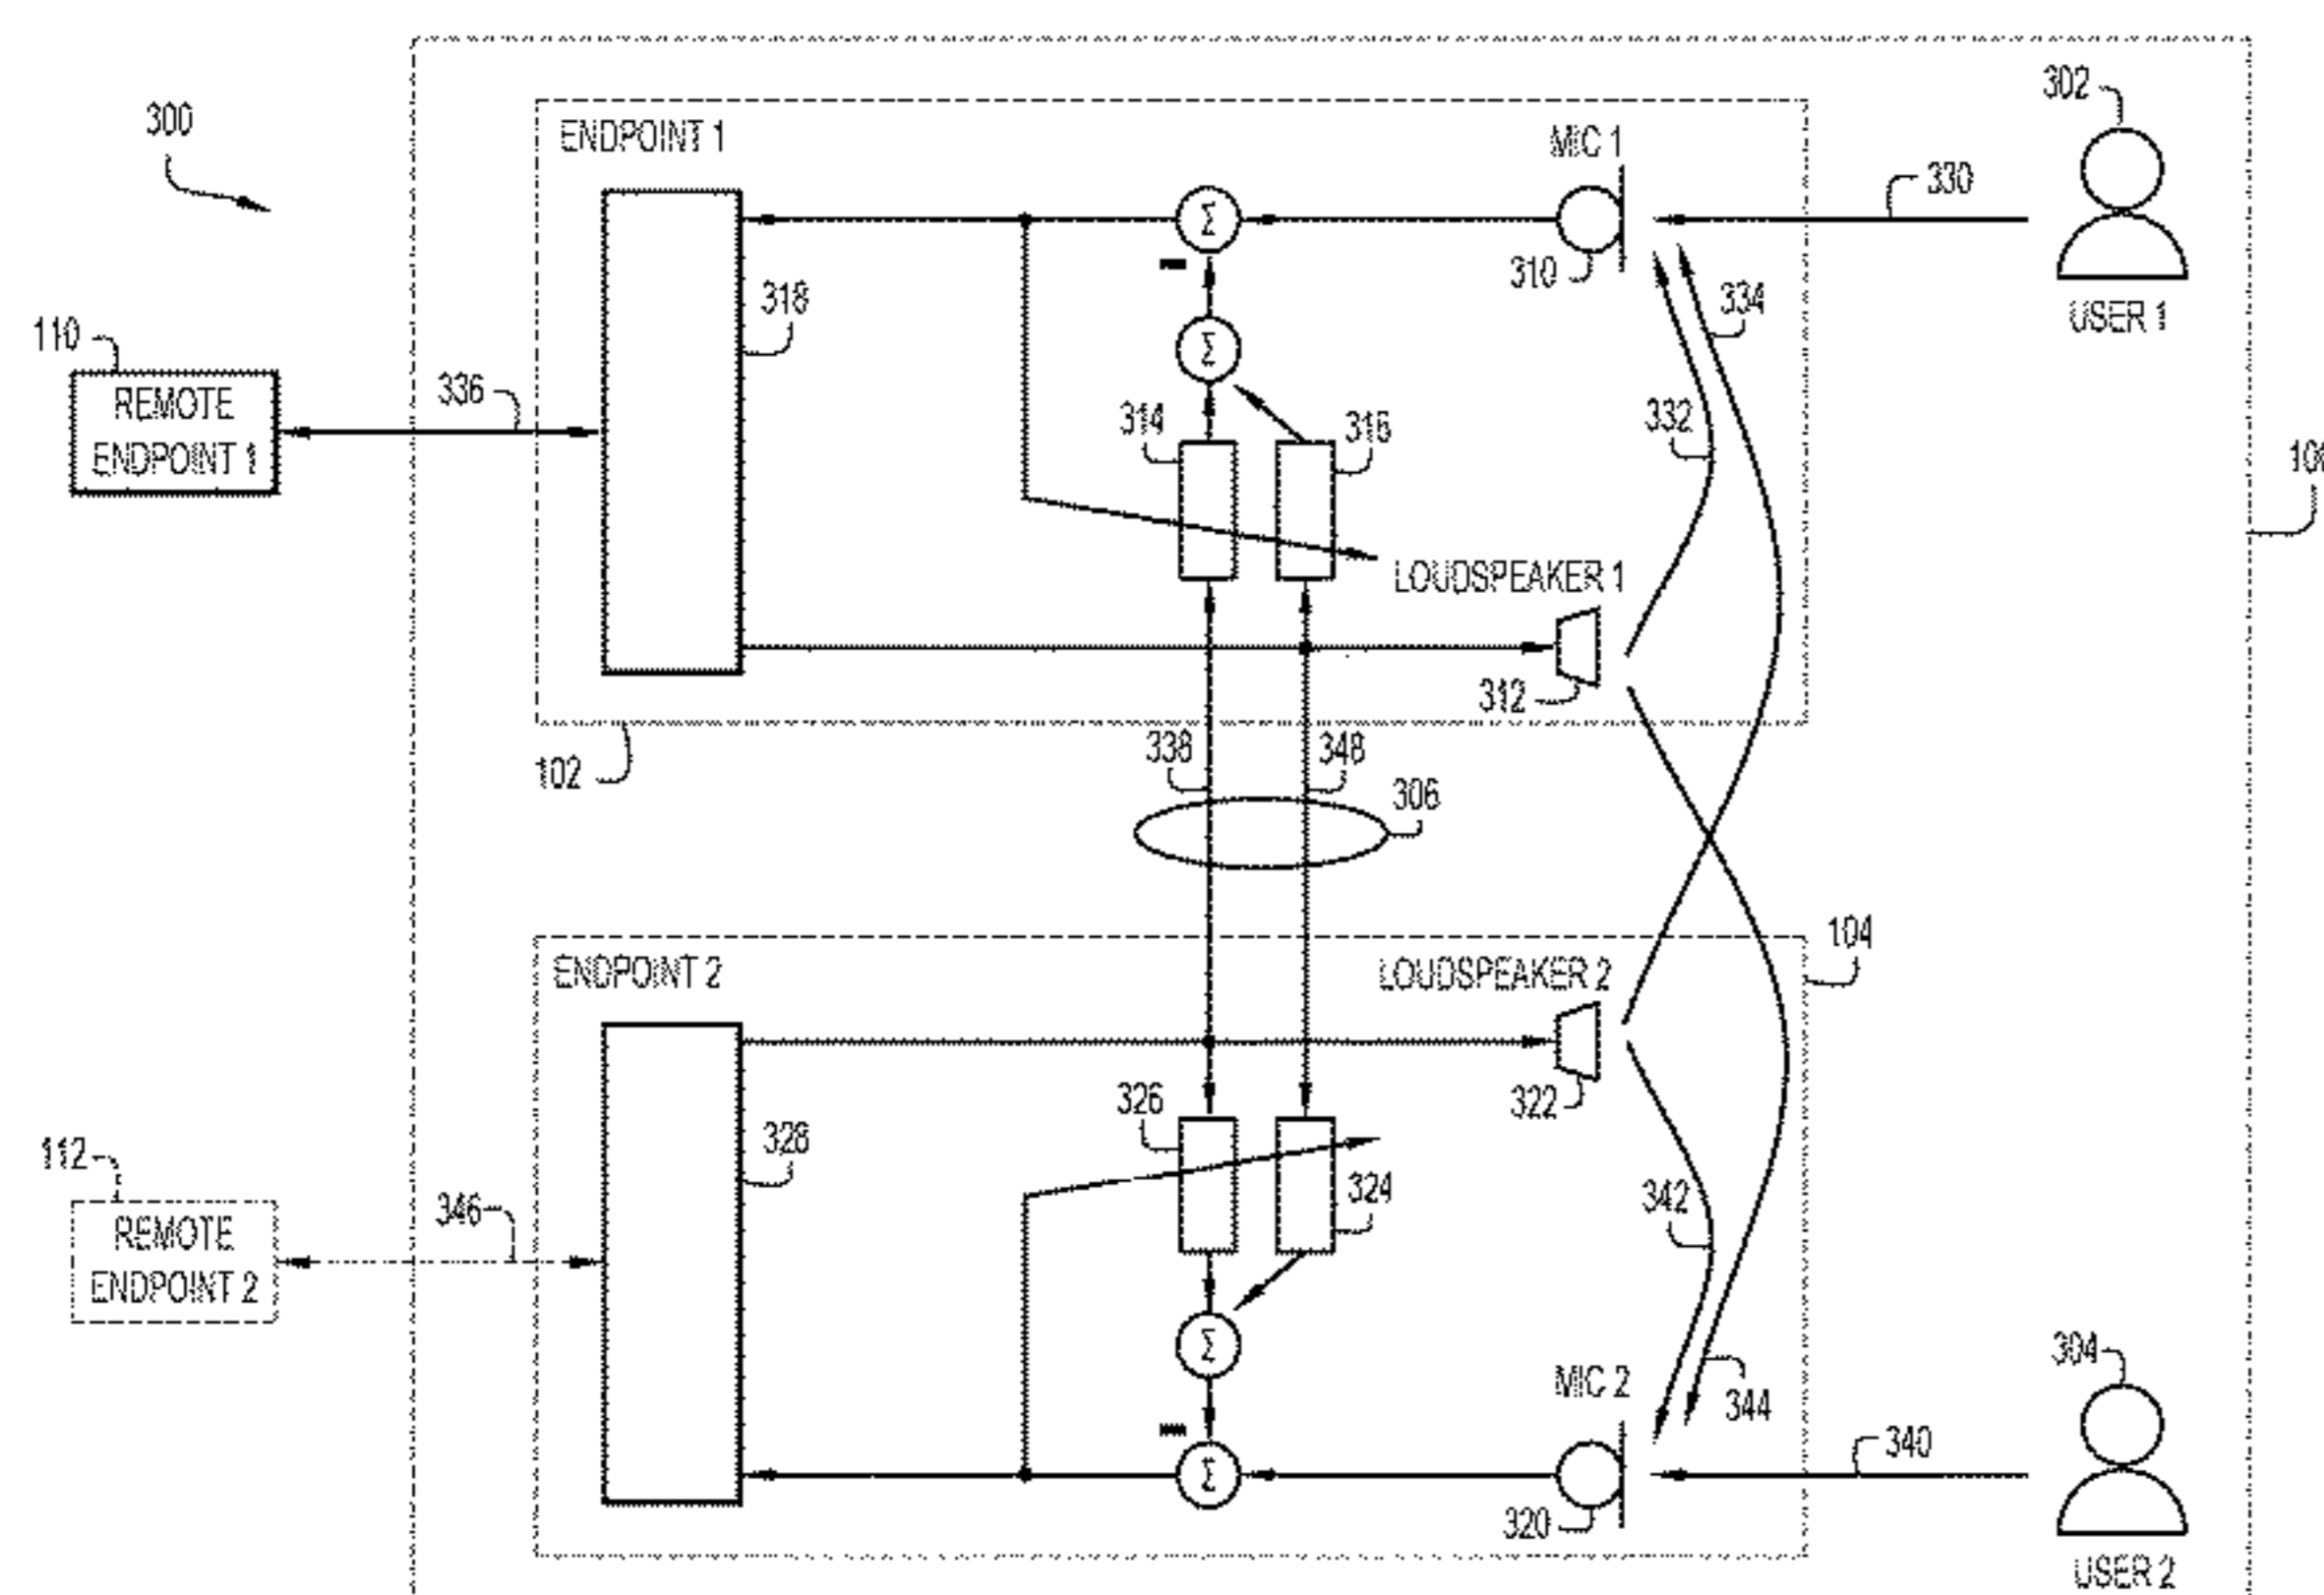 300
302
ENDPOINT 1
MIC 1
Σ
330
310
334
USER 1
318
Σ
110
REMOTE
ENDPOINT 1
336
314
316
332
LOUDSPEAKER 1
312
102
338
348
306
104
ENDPOINT 2
LOUDSPEAKER 2
322
326
328
324
342
112
REMOTE
ENDPOINT 2
346
Σ
MIC 2
344
304
Σ
320
340
USER 2